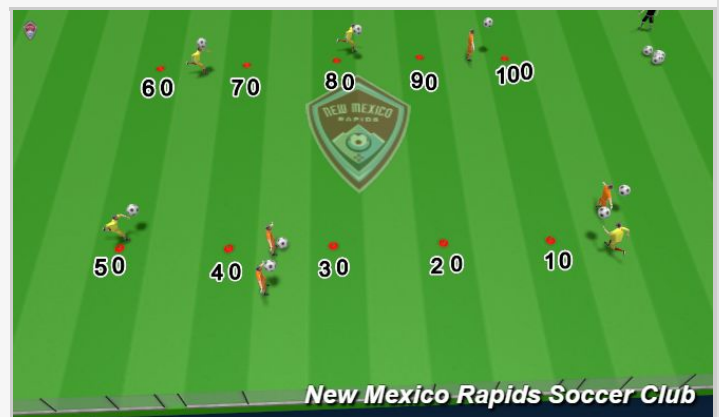 60 70 80 90 100
NEW MEXICO
RAPIDS
50 40 30 20 10
New Mexico Rapids Soccer Club